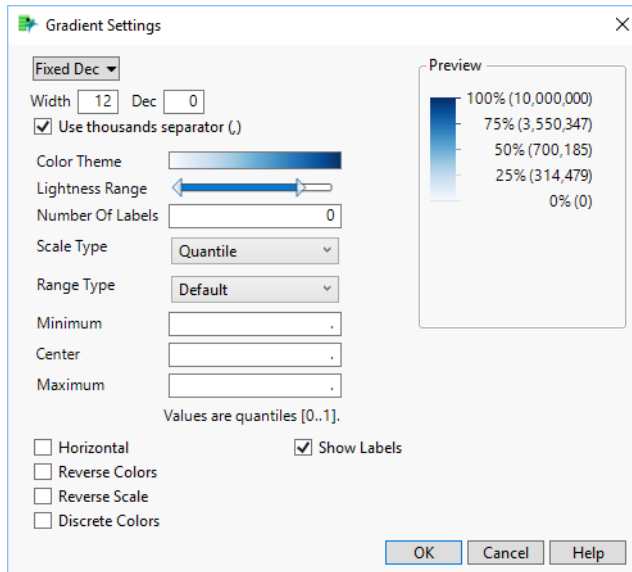 Gradient Settings
Fixed Dec
Width 12 Dec 0
Use thousands separator (,)
Color Theme
Lightness Range
Number Of Labels 0
Scale Type Quantile
Range Type Default
Minimum .
Center .
Maximum .
Values are quantiles [0..1].
Horizontal
Show Labels
Reverse Colors
Reverse Scale
Discrete Colors
Preview
100% (10,000,000)
75% (3,550,347)
50% (700,185)
25% (314,479)
0% (0)
OK Cancel Help